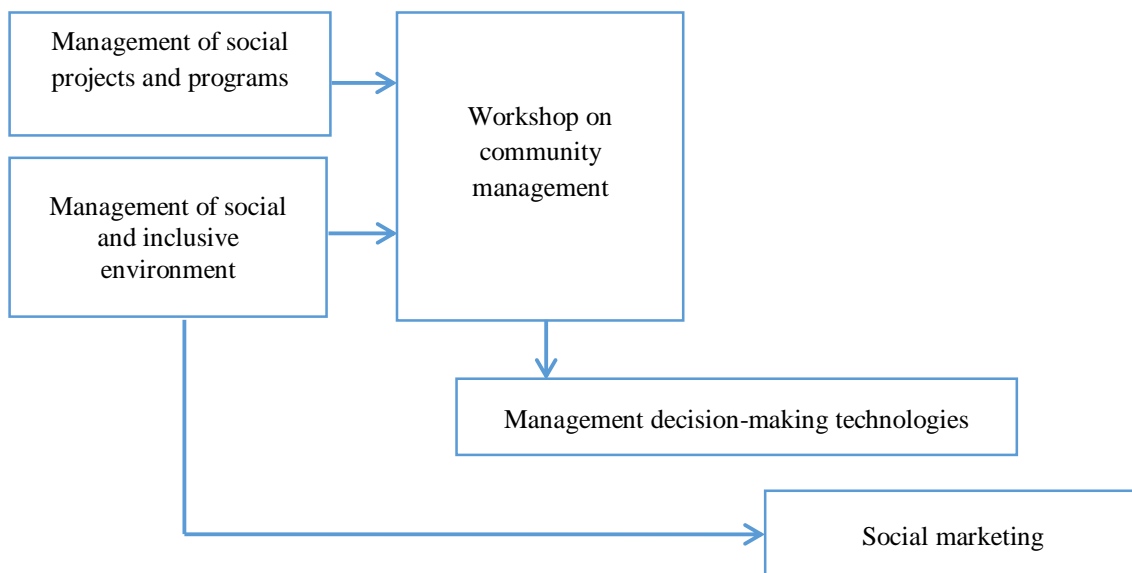 Management of social
projects and programs
Workshop on
community
management
Management of social
and inclusive
environment
Management decision-making technologies
Social marketing